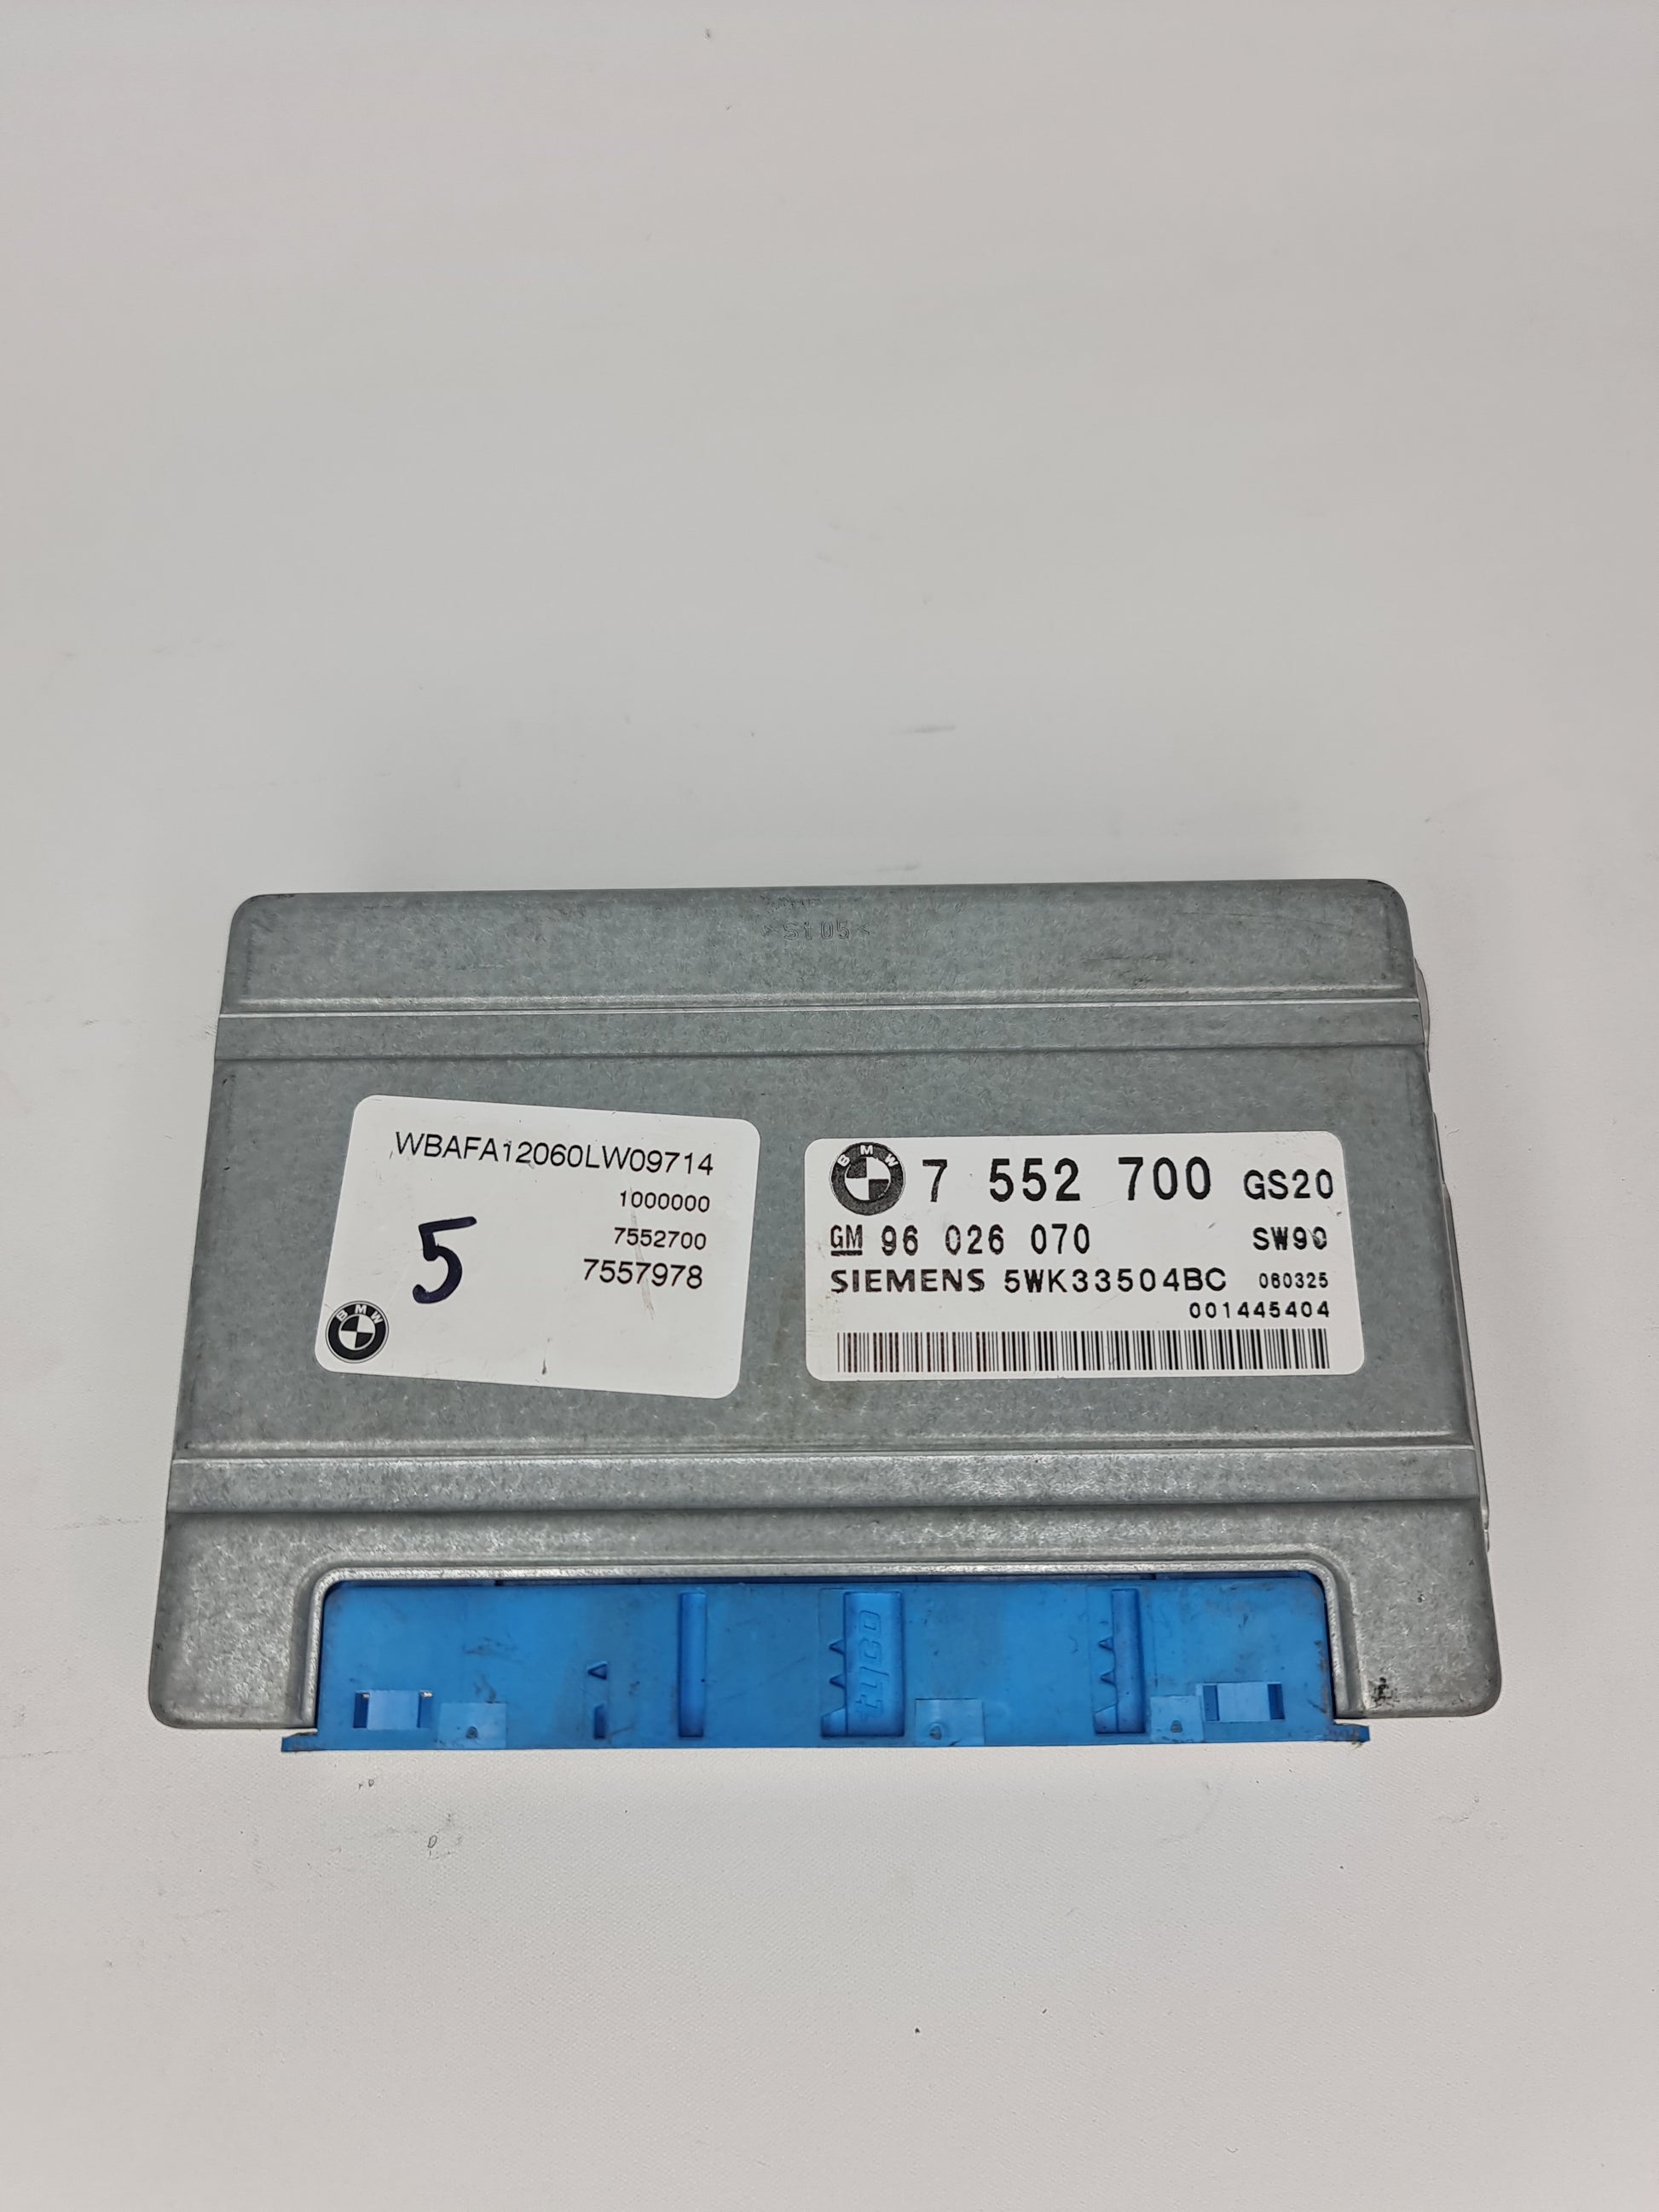 WBAFA12060LW09714
1000000
7552700
7557978
5
BMW
BMW 7 552 700 GS20
GM 96 026 070 SW90
SIEMENS 5WK33504BC 060325
001445404
tyco